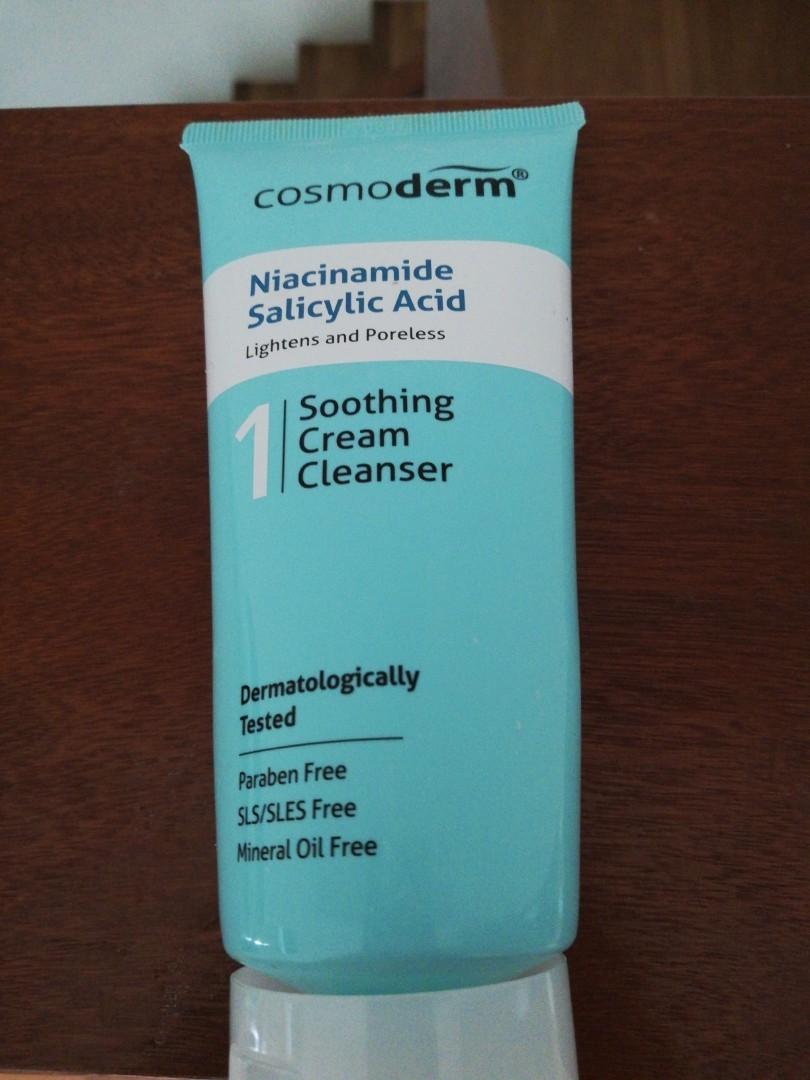 cosmoderm®
Niacinamide
Salicylic Acid
Lightens and Poreless
1
Soothing
Cream
Cleanser
Dermatologically
Tested
Paraben Free
SLS/SLES Free
Mineral Oil Free